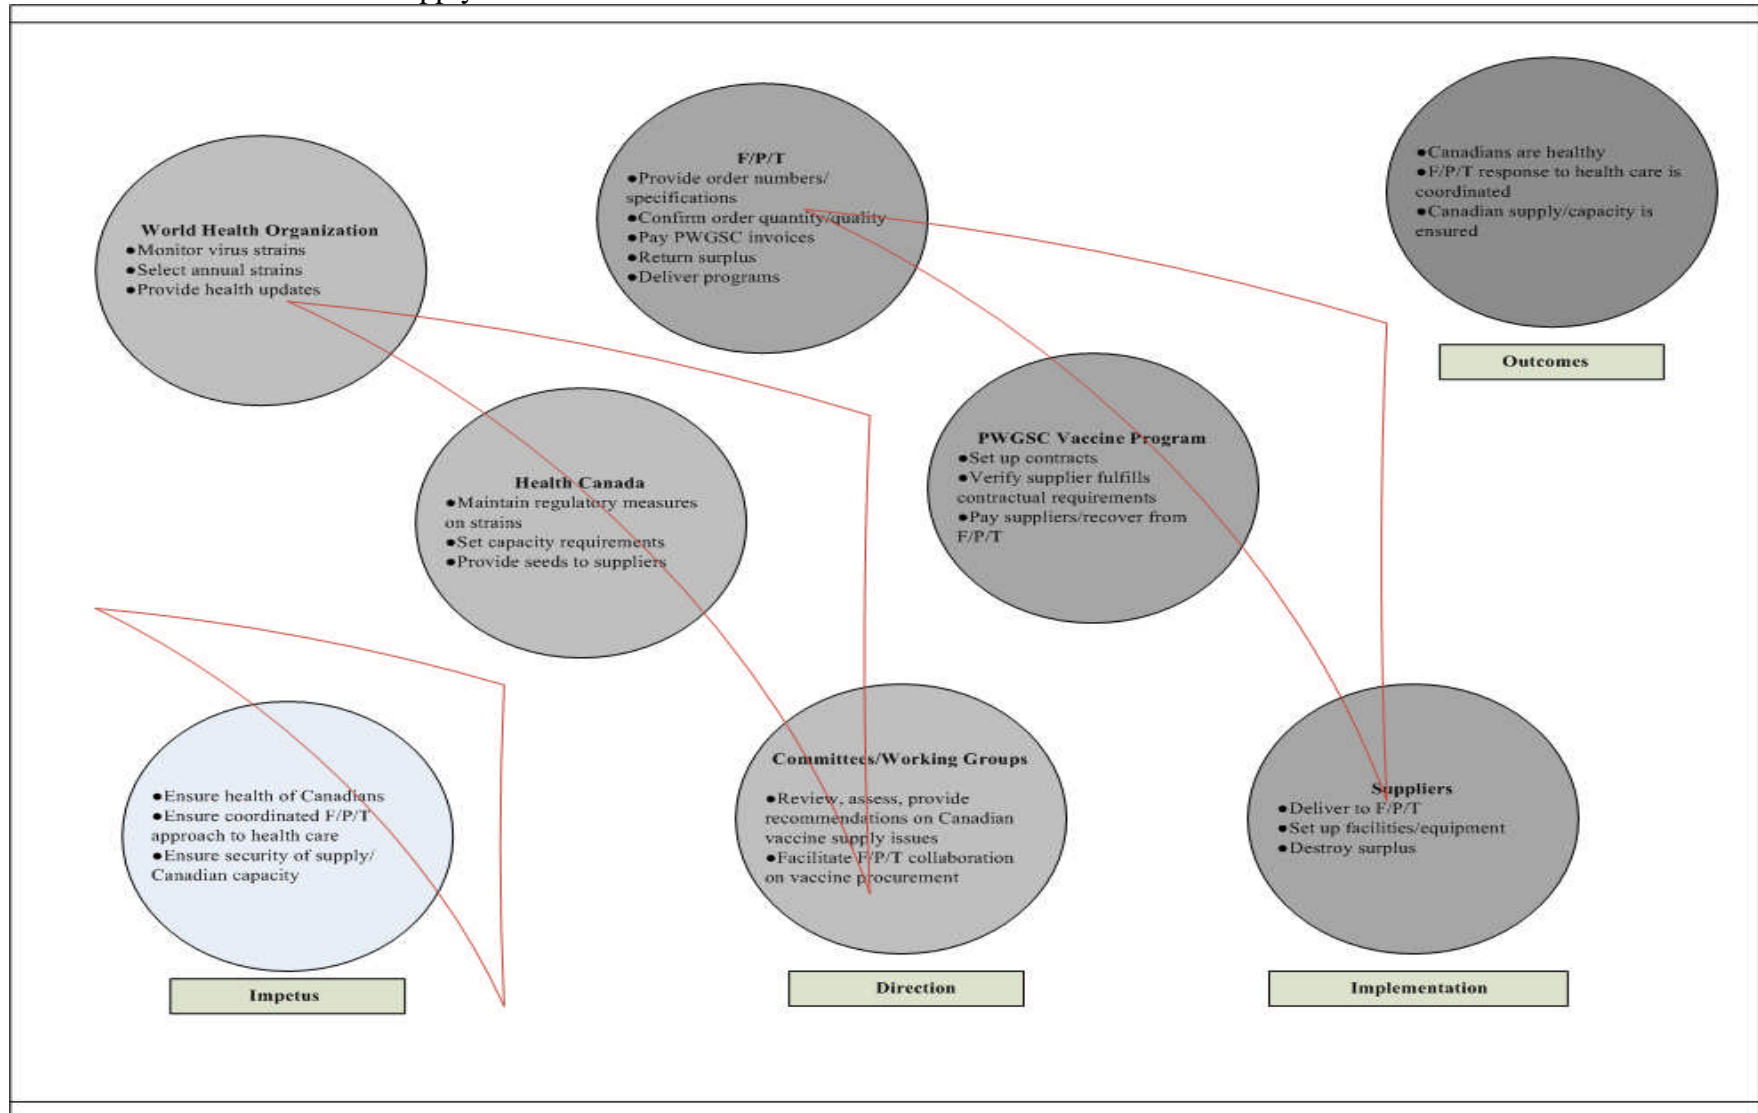 World Health Organization
●Monitor virus strains
●Select annual strains
●Provide health updates
F/P/T
●Provide order numbers/
specifications
●Confirm order quantity/quality
●Pay PWGSC invoices
●Return surplus
●Deliver programs
●Canadians are healthy
●F/P/T response to health care is
coordinated
●Canadian supply/capacity is
ensured
Outcomes
Health Canada
●Maintain regulatory measures
on strains
●Set capacity requirements
●Provide seeds to suppliers
PWGSC Vaccine Program
●Set up contracts
●Verify supplier fulfills
contractual requirements
●Pay suppliers/recover from
F/P/T
●Ensure health of Canadians
●Ensure coordinated F/P/T
approach to health care
●Ensure security of supply/
Canadian capacity
Impetus
Committees/Working Groups
●Review, assess, provide
recommendations on Canadian
vaccine supply issues
●Facilitate F/P/T collaboration
on vaccine procurement
Direction
Suppliers
●Deliver to F/P/T
●Set up facilities/equipment
●Destroy surplus
Implementation